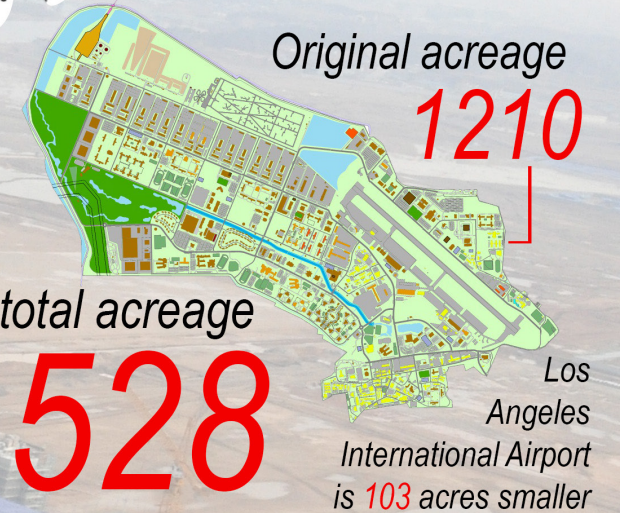 Original acreage
1210
total acreage
528
Los
Angeles
International Airport
is 103 acres smaller